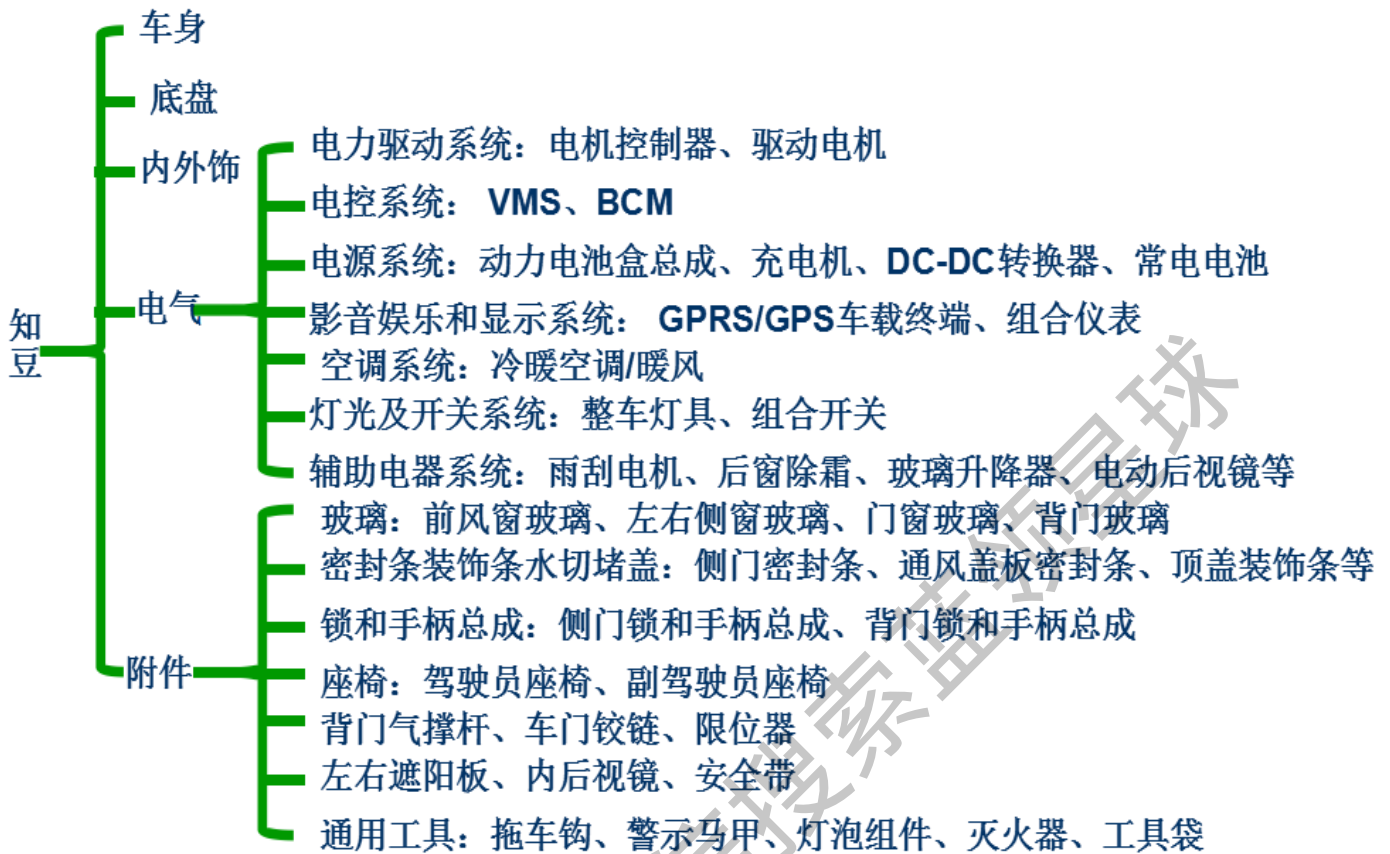 车身
底盘
内外饰
电力驱动系统：电机控制器、驱动电机
电控系统： VMS、BCM
电源系统：动力电池盒总成、充电机、DC-DC转换器、常电电池
电气
影音娱乐和显示系统： GPRS/GPS车载终端、组合仪表
知豆
空调系统：冷暖空调/暖风
灯光及开关系统：整车灯具、组合开关
辅助电器系统：雨刮电机、后窗除霜、玻璃升降器、电动后视镜等
玻璃：前风窗玻璃、左右侧窗玻璃、门窗玻璃、背门玻璃
密封条装饰条水切堵盖：侧门密封条、通风盖板密封条、顶盖装饰条等
锁和手柄总成：侧门锁和手柄总成、背门锁和手柄总成
附件
座椅：驾驶员座椅、副驾驶员座椅
背门气撑杆、车门铰链、限位器
左右遮阳板、内后视镜、安全带
通用工具：拖车钩、警示马甲、灯泡组件、灭火器、工具袋
搜索蓝领星球